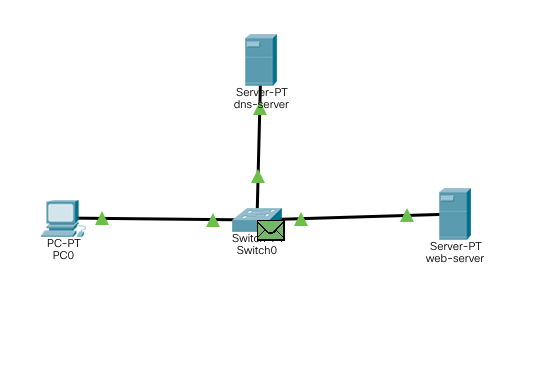 Server-PT
dns-server
PC-PT
PC0
Switch0
Server-PT
web-server